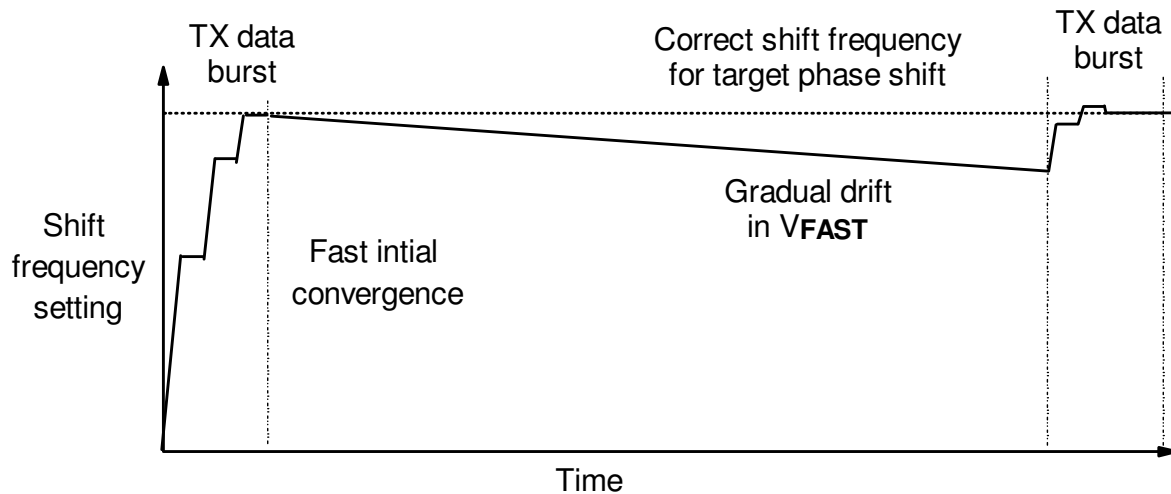 TX data
burst
Correct shift frequency
for target phase shift
TX data
burst
Shift
frequency
setting
Fast intial
convergence
Gradual drift
in VFAST
Time